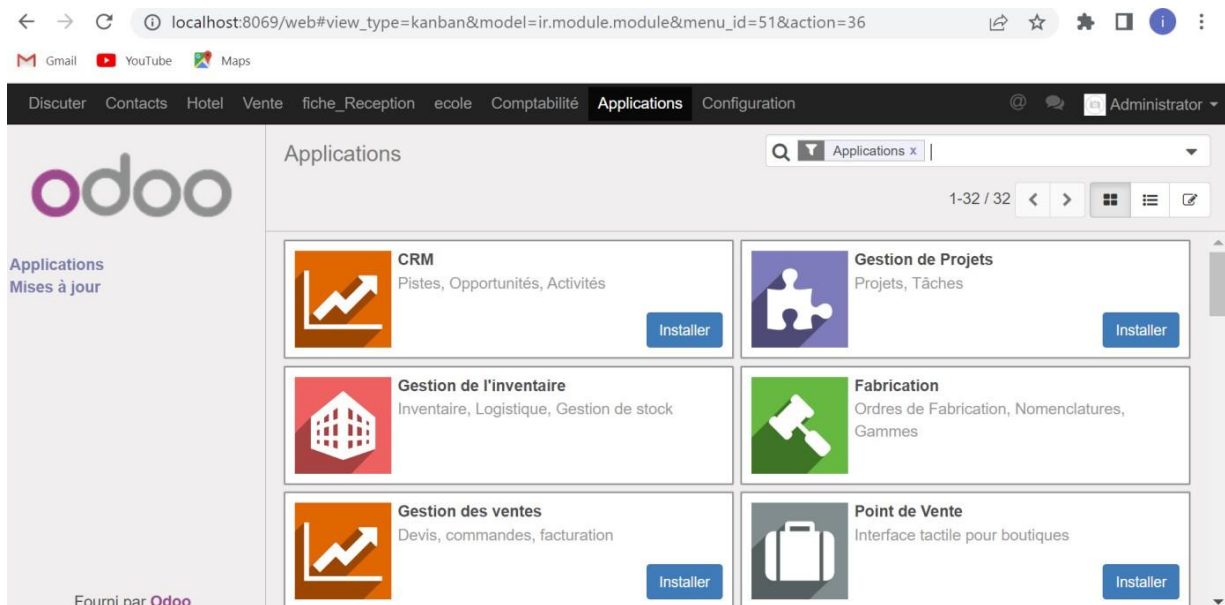 localhost:8069/web#view_type=kanban&model=ir.module.module&menu_id=51&action=36
i
Gmail YouTube Maps
Discuter Contacts Hotel Vente fiche_Reception ecole Comptabilité Applications Configuration @ Administrator
odoo
Applications
Mises à jour
Fourni par Odoo
Applications
Applications x
1-32 / 32
CRM
Pistes, Opportunités, Activités
Installer
Gestion de Projets
Projets, Tâches
Installer
Gestion de l'inventaire
Inventaire, Logistique, Gestion de stock
Fabrication
Ordres de Fabrication, Nomenclatures,
Gammes
Gestion des ventes
Devis, commandes, facturation
Installer
Point de Vente
Interface tactile pour boutiques
Installer